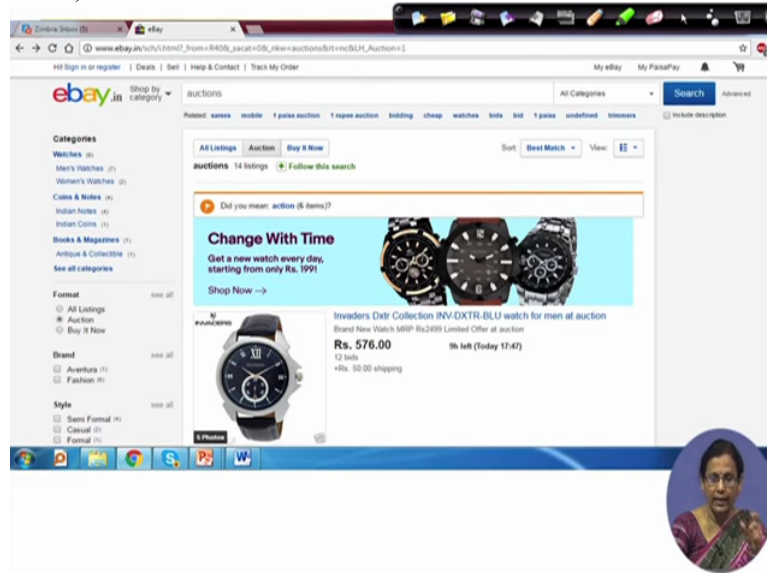 Zimbra: Inbox (5)
eBay
www.ebay.in/sch/i.html?_from=R40&_sacat=0&_nkw=auctions&rt=nc&LH_Auction=1
Hi! Sign in or register | Deals | Sell | Help & Contact | Track My Order
My eBay My PaisaPay
ebay.in Shop by category auctions All Categories Search Advanced
Related: sarees mobile 1 paisa auction 1 rupee auction bidding cheap watches bids bid 1 paisa undefined trimmers Include description
Categories
Watches (8)
Men's Watches (7)
Women's Watches (2)
Coins & Notes (4)
Indian Notes (4)
Indian Coins (1)
Books & Magazines (1)
Antique & Collectible (1)
See all categories
Format see all
All Listings
Auction
Buy It Now
Brand see all
Aventura (1)
Fashion (6)
Style see all
Semi Formal (4)
Casual (2)
Formal (1)
All Listings Auction Buy It Now Sort: Best Match View:
auctions 14 listings Follow this search
Did you mean: action (6 items)?
Change With Time
Get a new watch every day,
starting from only Rs. 199!
Shop Now →
INVADERS
XII
5 Photos
Invaders Dxtr Collection INV-DXTR-BLU watch for men at auction
Brand New Watch MRP Rs2499 Limited Offer at auction
Rs. 576.00 9h left (Today 17:47)
12 bids
+Rs. 50.00 shipping